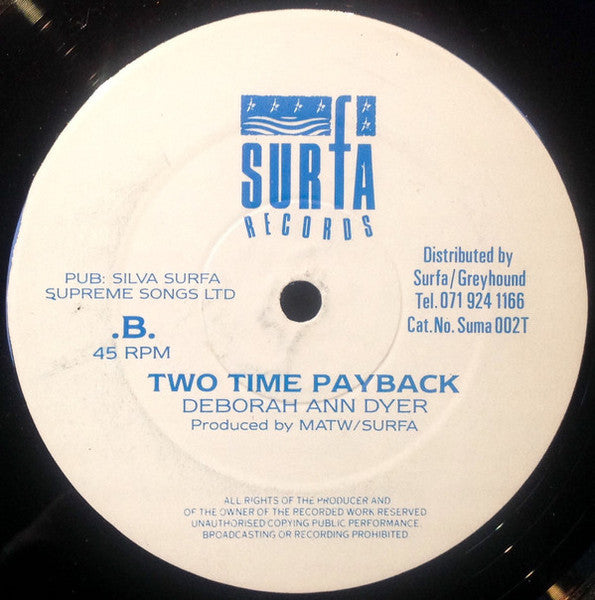 SURFA
RECORDS
PUB: SILVA SURFA
SUPREME SONGS LTD
.B.
45 RPM
Distributed by
Surfa/Greyhound
Tel. 071 924 1166
Cat. No. Suma 002T
TWO TIME PAYBACK
DEBORAH ANN DYER
Produced by MATW/SURFA
ALL RIGHTS OF THE PRODUCER AND
OF THE OWNER OF THE RECORDED WORK RESERVED
UNAUTHORISED COPYING PUBLIC PERFORMANCE,
BROADCASTING OR RECORDING PROHIBITED.